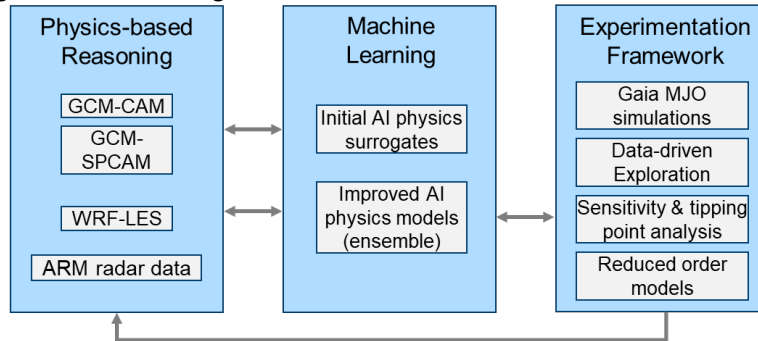 Physics-based
Reasoning
GCM-CAM
GCM-
SPCAM
WRF-LES
ARM radar data
Machine
Learning
Initial AI physics
surrogates
Improved AI
physics models
(ensemble)
Experimentation
Framework
Gaia MJO
simulations
Data-driven
Exploration
Sensitivity & tipping
point analysis
Reduced order
models